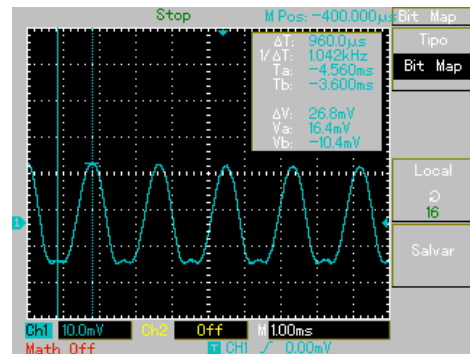 Stop M Pos: -400.000µs Bit Map
Tipo
Bit Map
ΔT: 960.0µs
1/ΔT: 1.042kHz
Ta: -4.560ms
Tb: -3.600ms
ΔV: 26.8mV
Va: 16.4mV
Vb: -10.4mV
Local
16
1
Salvar
Ch1 10.0mV Ch2 Off M 1.00ms
Math Off T CH1 0.00mV